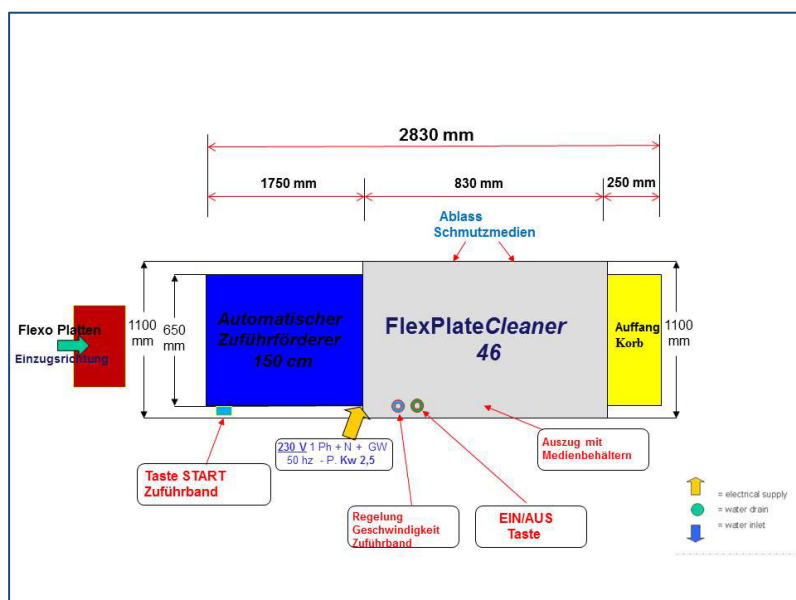 2830 mm
1750 mm
830 mm
250 mm
Ablass
Schmutzmedien
Flexo Platten
Einzugsrichtung
1100
mm
650
mm
Automatischer
Zuführförderer
150 cm
FlexPlateCleaner
46
Auffang
Korb
1100
mm
230 V 1 Ph + N + GW
50 hz - P. Kw 2,5
Taste START
Zuführband
Regelung
Geschwindigkeit
Zuführband
EIN/AUS
Taste
Auszug mit
Medienbehältern
= electrical supply
= water drain
= water inlet